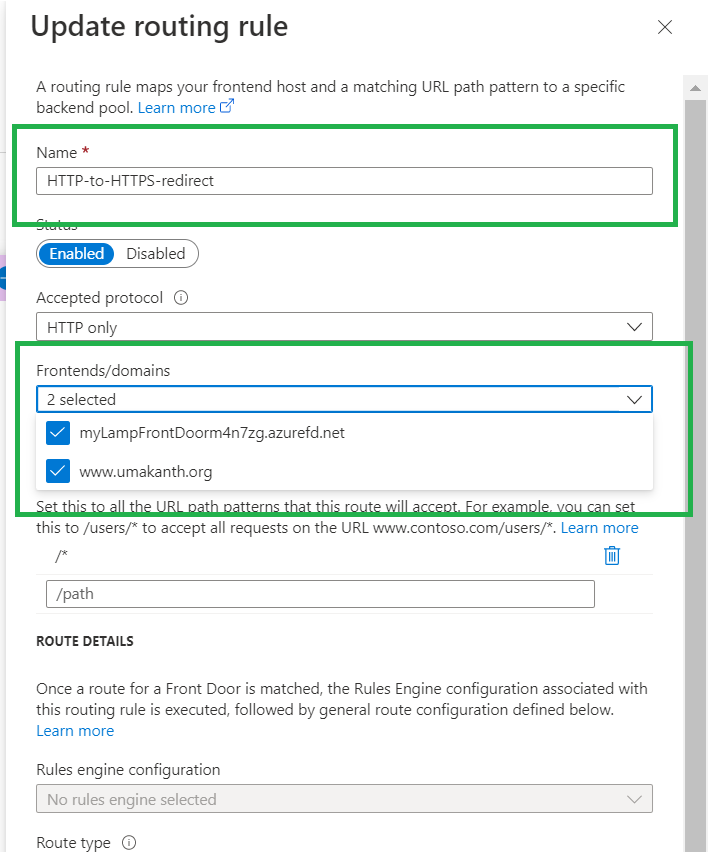 Update routing rule
A routing rule maps your frontend host and a matching URL path pattern to a specific
backend pool. Learn more
Name *
HTTP-to-HTTPS-redirect
Status
Enabled Disabled
Accepted protocol
HTTP only
Frontends/domains
2 selected
myLampFrontDoorm4n7zg.azurefd.net
www.umakanth.org
Set this to all the URL path patterns that this route will accept. For example, you can set
this to /users/* to accept all requests on the URL www.contoso.com/users/*. Learn more
/*
/path
ROUTE DETAILS
Once a route for a Front Door is matched, the Rules Engine configuration associated with
this routing rule is executed, followed by general route configuration defined below.
Learn more
Rules engine configuration
No rules engine selected
Route type